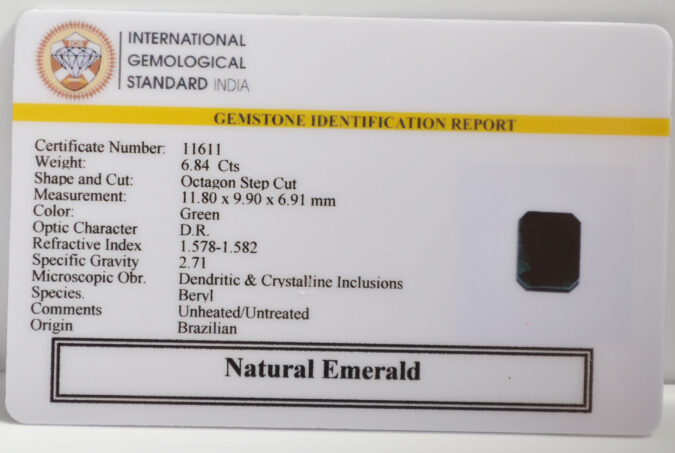 INTERNATIONAL
GEMOLOGICAL
STANDARD INDIA
GEMSTONE IDENTIFICATION REPORT
Certificate Number: 11611
Weight: 6.84 Cts
Shape and Cut: Octagon Step Cut
Measurement: 11.80 x 9.90 x 6.91 mm
Color: Green
Optic Character D.R.
Refractive Index 1.578-1.582
Specific Gravity 2.71
Microscopic Obr. Dendritic & Crystalline Inclusions
Species. Beryl
Comments Unheated/Untreated
Origin Brazilian
Natural Emerald